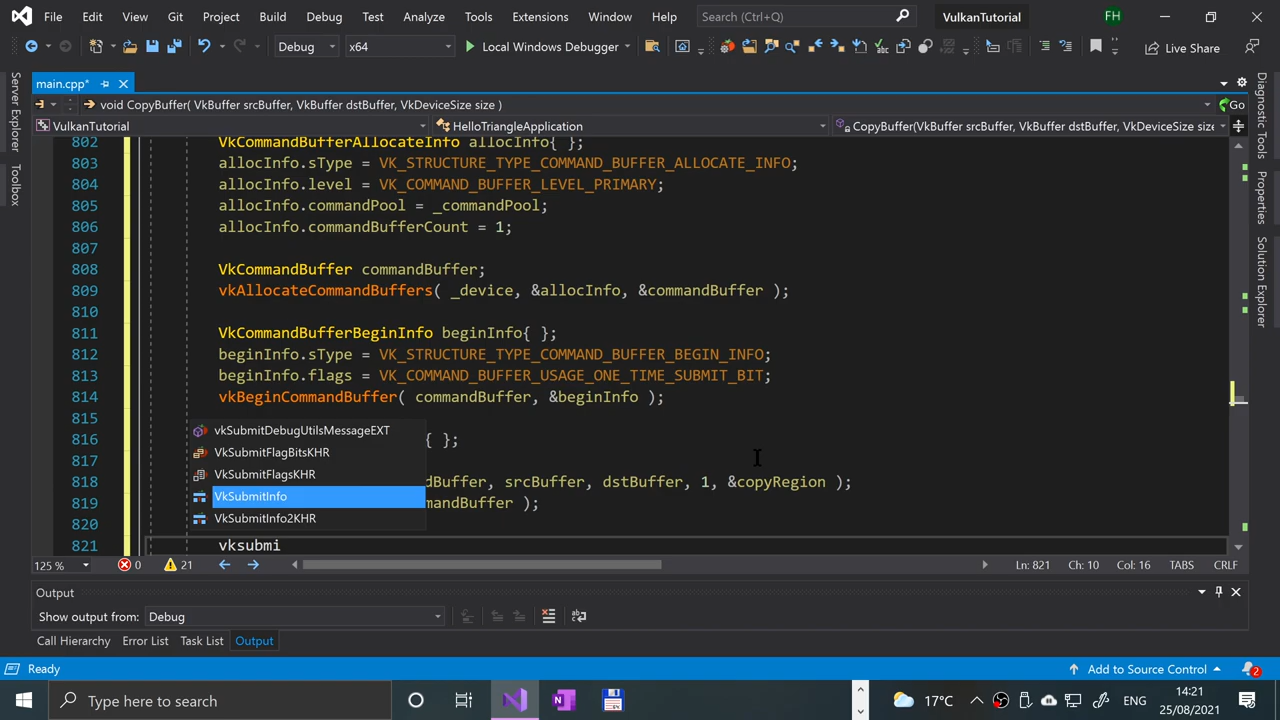 File Edit View Git Project Build Debug Test Analyze Tools Extensions Window Help Search (Ctrl+Q) VulkanTutorial FH
Debug x64 Local Windows Debugger Live Share
main.cpp*
void CopyBuffer( VkBuffer srcBuffer, VkBuffer dstBuffer, VkDeviceSize size ) Go
VulkanTutorial HelloTriangleApplication CopyBuffer(VkBuffer srcBuffer, VkBuffer dstBuffer, VkDeviceSize size)
802 VkCommandBufferAllocateInfo allocInfo{ };
803 allocInfo.sType = VK_STRUCTURE_TYPE_COMMAND_BUFFER_ALLOCATE_INFO;
804 allocInfo.level = VK_COMMAND_BUFFER_LEVEL_PRIMARY;
805 allocInfo.commandPool = _commandPool;
806 allocInfo.commandBufferCount = 1;
807
808 VkCommandBuffer commandBuffer;
809 vkAllocateCommandBuffers( _device, &allocInfo, &commandBuffer );
810
811 VkCommandBufferBeginInfo beginInfo{ };
812 beginInfo.sType = VK_STRUCTURE_TYPE_COMMAND_BUFFER_BEGIN_INFO;
813 beginInfo.flags = VK_COMMAND_BUFFER_USAGE_ONE_TIME_SUBMIT_BIT;
814 vkBeginCommandBuffer( commandBuffer, &beginInfo );
815
vkSubmitDebugUtilsMessageEXT
816 { };
VkSubmitFlagBitsKHR
817
VkSubmitFlagsKHR
818 dBuffer, srcBuffer, dstBuffer, 1, &copyRegion );
VkSubmitInfo
819 mandBuffer );
VkSubmitInfo2KHR
820
821 vksubmi
125 % 0 21 Ln: 821 Ch: 10 Col: 16 TABS CRLF
Output
Show output from: Debug
Call Hierarchy Error List Task List Output
Ready Add to Source Control 2
Type here to search 17°C ENG 14:21 25/08/2021
Server Explorer
Toolbox
Diagnostic Tools
Properties
Solution Explorer